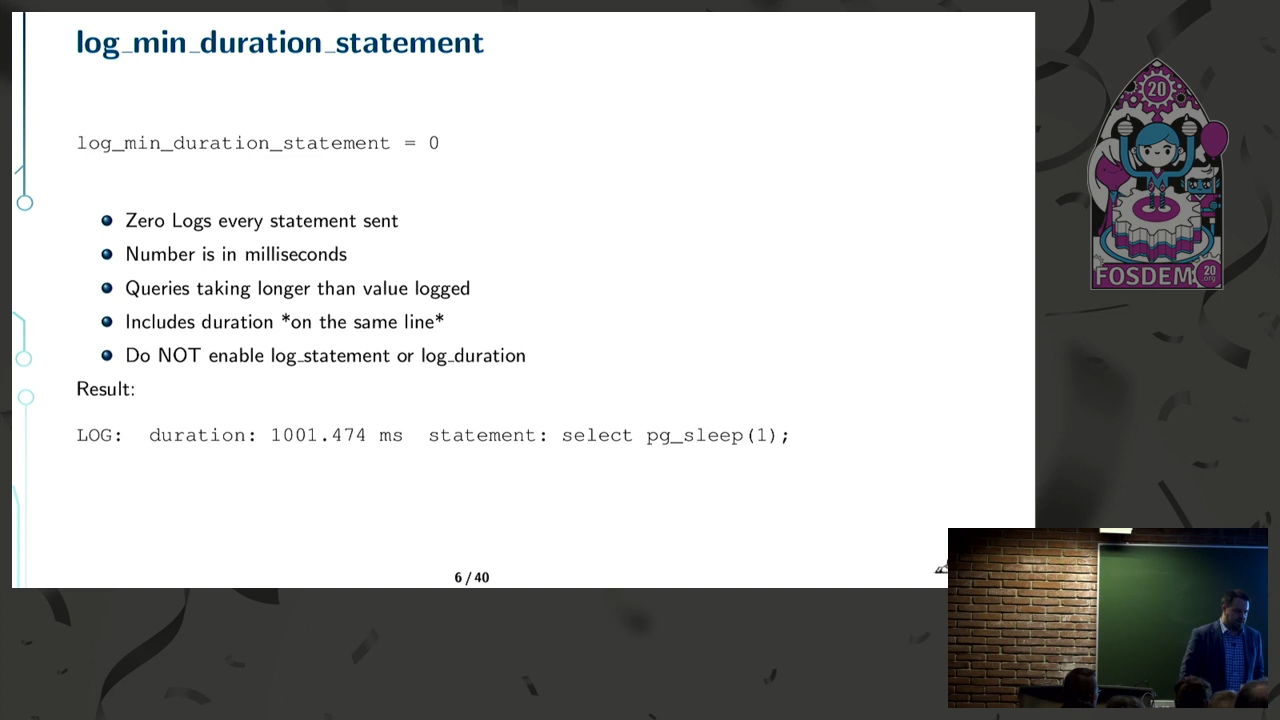 log_min_duration_statement
log_min_duration_statement = 0
Zero Logs every statement sent
Number is in milliseconds
Queries taking longer than value logged
Includes duration *on the same line*
Do NOT enable log_statement or log_duration
Result:
LOG:  duration: 1001.474 ms  statement: select pg_sleep(1);
6 / 40
20
FOSDEM
20
.org